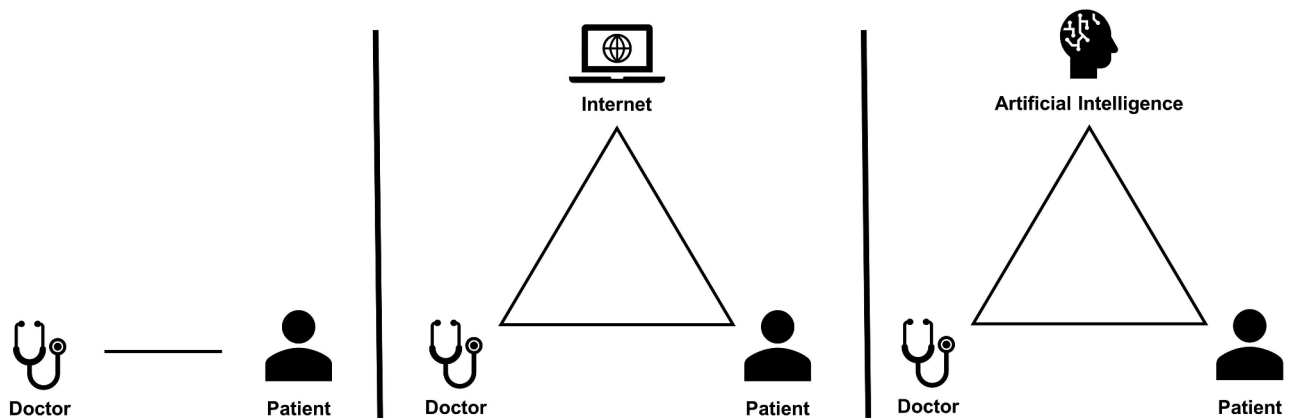 Internet
Artificial Intelligence
Doctor
Patient
Doctor
Patient
Doctor
Patient